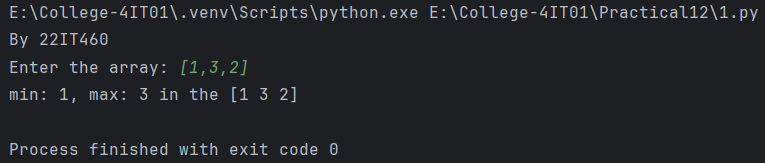 E:\College-4IT01\.venv\Scripts\python.exe E:\College-4IT01\Practical12\1.py
By 22IT460
Enter the array: [1,3,2]
min: 1, max: 3 in the [1 3 2]
Process finished with exit code 0